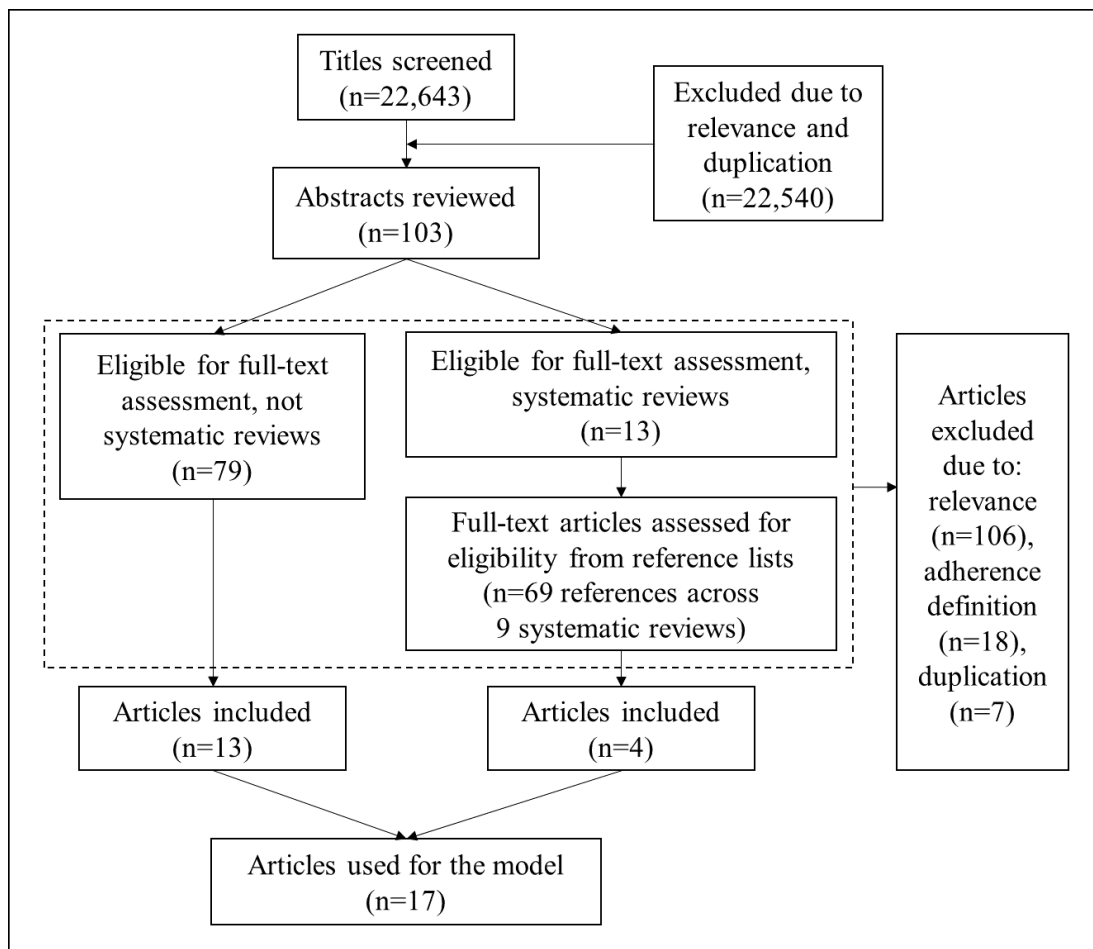 Titles screened
(n=22,643)
Excluded due to
relevance and
duplication
(n=22,540)
Abstracts reviewed
(n=103)
Eligible for full-text
assessment, not
systematic reviews
(n=79)
Eligible for full-text assessment,
systematic reviews
(n=13)
Full-text articles assessed for
eligibility from reference lists
(n=69 references across
9 systematic reviews)
Articles
excluded
due to:
relevance
(n=106),
adherence
definition
(n=18),
duplication
(n=7)
Articles included
(n=13)
Articles included
(n=4)
Articles used for the model
(n=17)